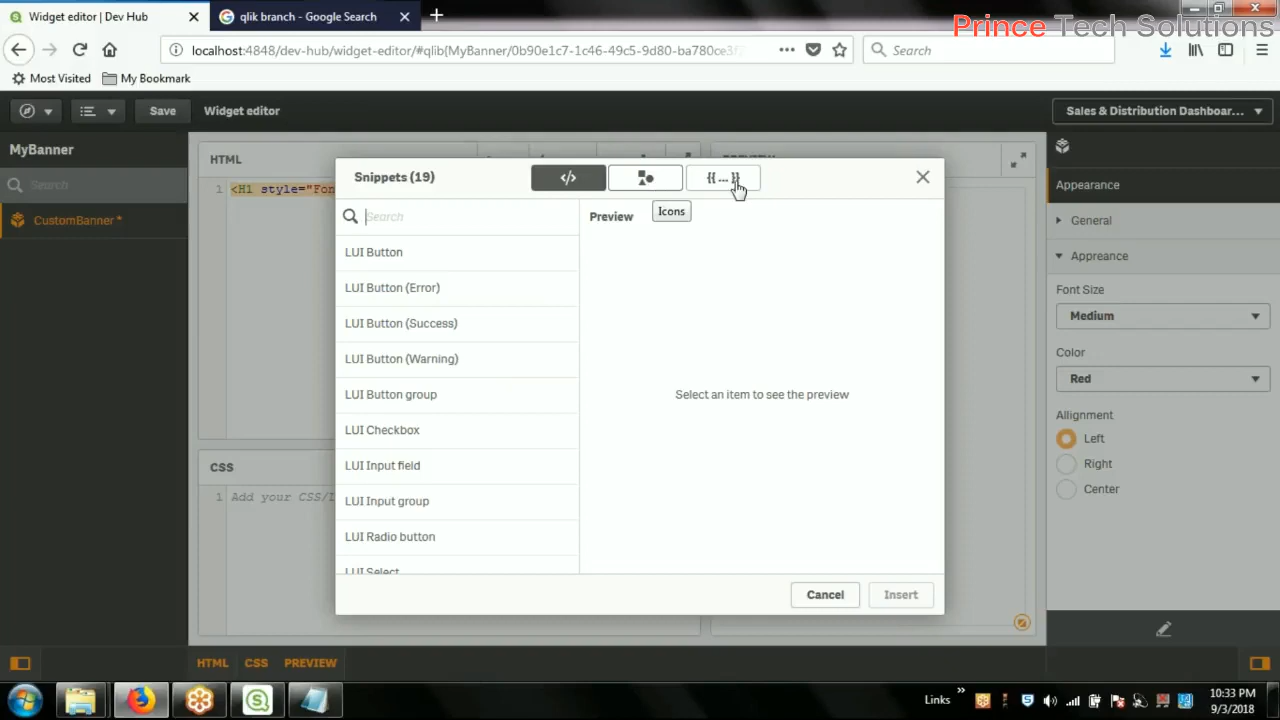 Widget editor | Dev Hub
qlik branch - Google Search
Prince Tech Solutions
localhost:4848/dev-hub/widget-editor/#qlib[MyBanner/0b90e1c7-1c46-49c5-9d80-ba780ce3f
Search
Most Visited
My Bookmark
Save
Widget editor
Sales & Distribution Dashboar...
MyBanner
Search
CustomBanner *
HTML
1 <H1 style="Fon
CSS
1 Add your CSS/L
Snippets (19)
</>
{{ ... }}
Icons
Search
LUI Button
LUI Button (Error)
LUI Button (Success)
LUI Button (Warning)
LUI Button group
LUI Checkbox
LUI Input field
LUI Input group
LUI Radio button
LUI Select
Preview
Select an item to see the preview
Cancel
Insert
Appearance
General
Appreance
Font Size
Medium
Color
Red
Allignment
Left
Right
Center
HTML
CSS
PREVIEW
Links
10:33 PM
9/3/2018